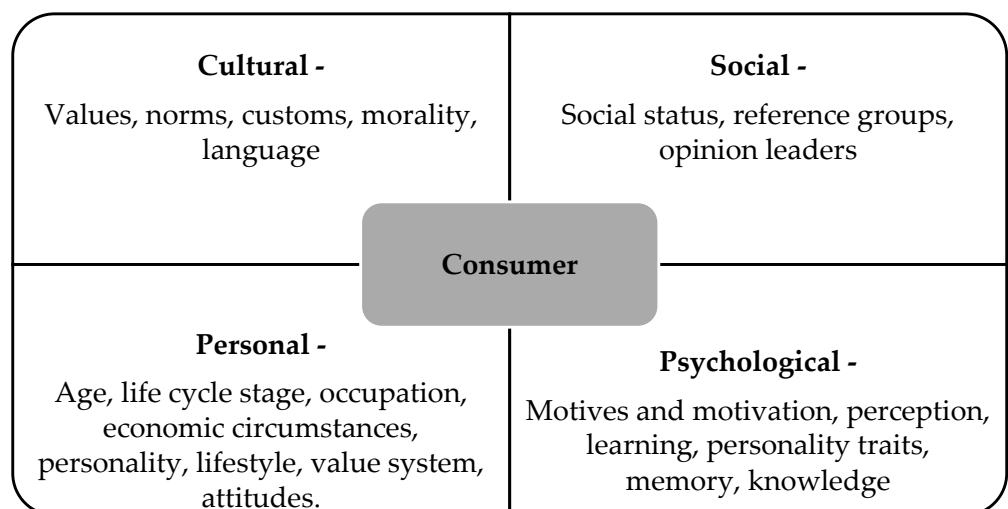 Cultural -
Values, norms, customs, morality,
language
Social -
Social status, reference groups,
opinion leaders
Consumer
Personal -
Age, life cycle stage, occupation,
economic circumstances,
personality, lifestyle, value system,
attitudes.
Psychological -
Motives and motivation, perception,
learning, personality traits,
memory, knowledge